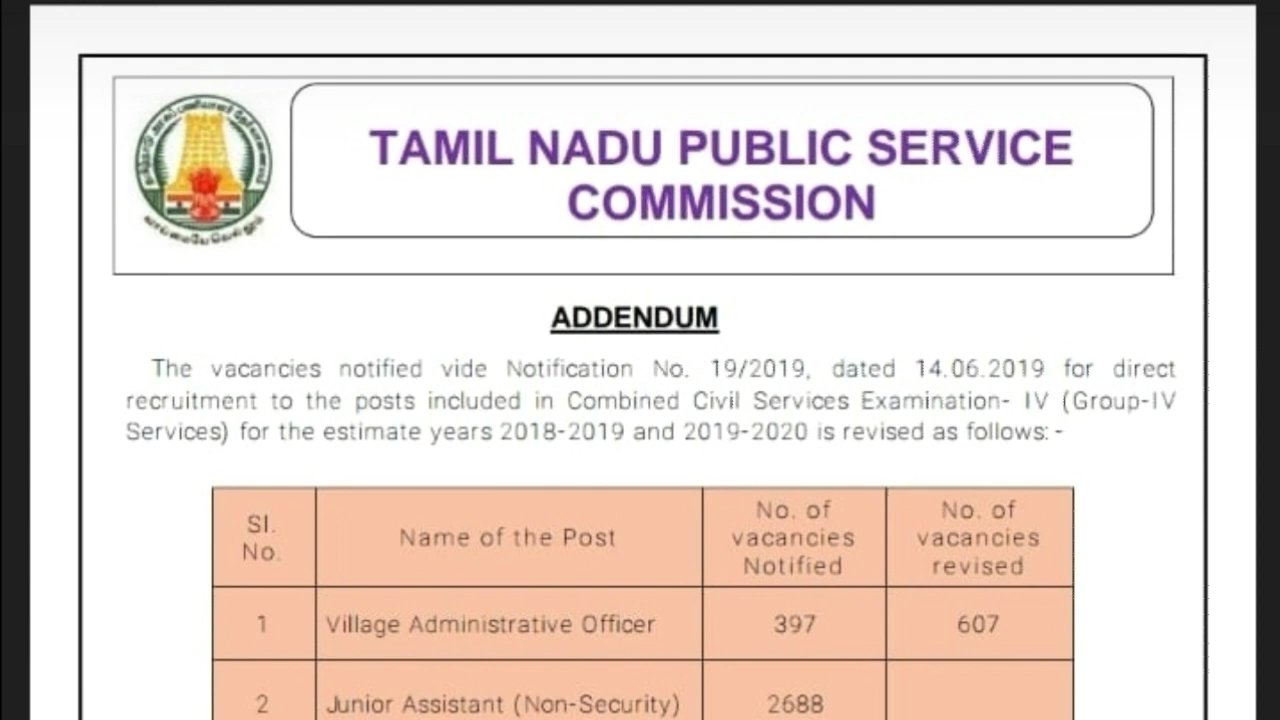 TAMIL NADU PUBLIC SERVICE
COMMISSION
வாய்மையே வெல்லும்
ADDENDUM
The vacancies notified vide Notification No. 19/2019, dated 14.06.2019 for direct
recruitment to the posts included in Combined Civil Services Examination- IV (Group-IV
Services) for the estimate years 2018-2019 and 2019-2020 is revised as follows: -
Sl. No. Name of the Post No. of vacancies Notified No. of vacancies revised
1 Village Administrative Officer 397 607
2 Junior Assistant (Non-Security) 2688